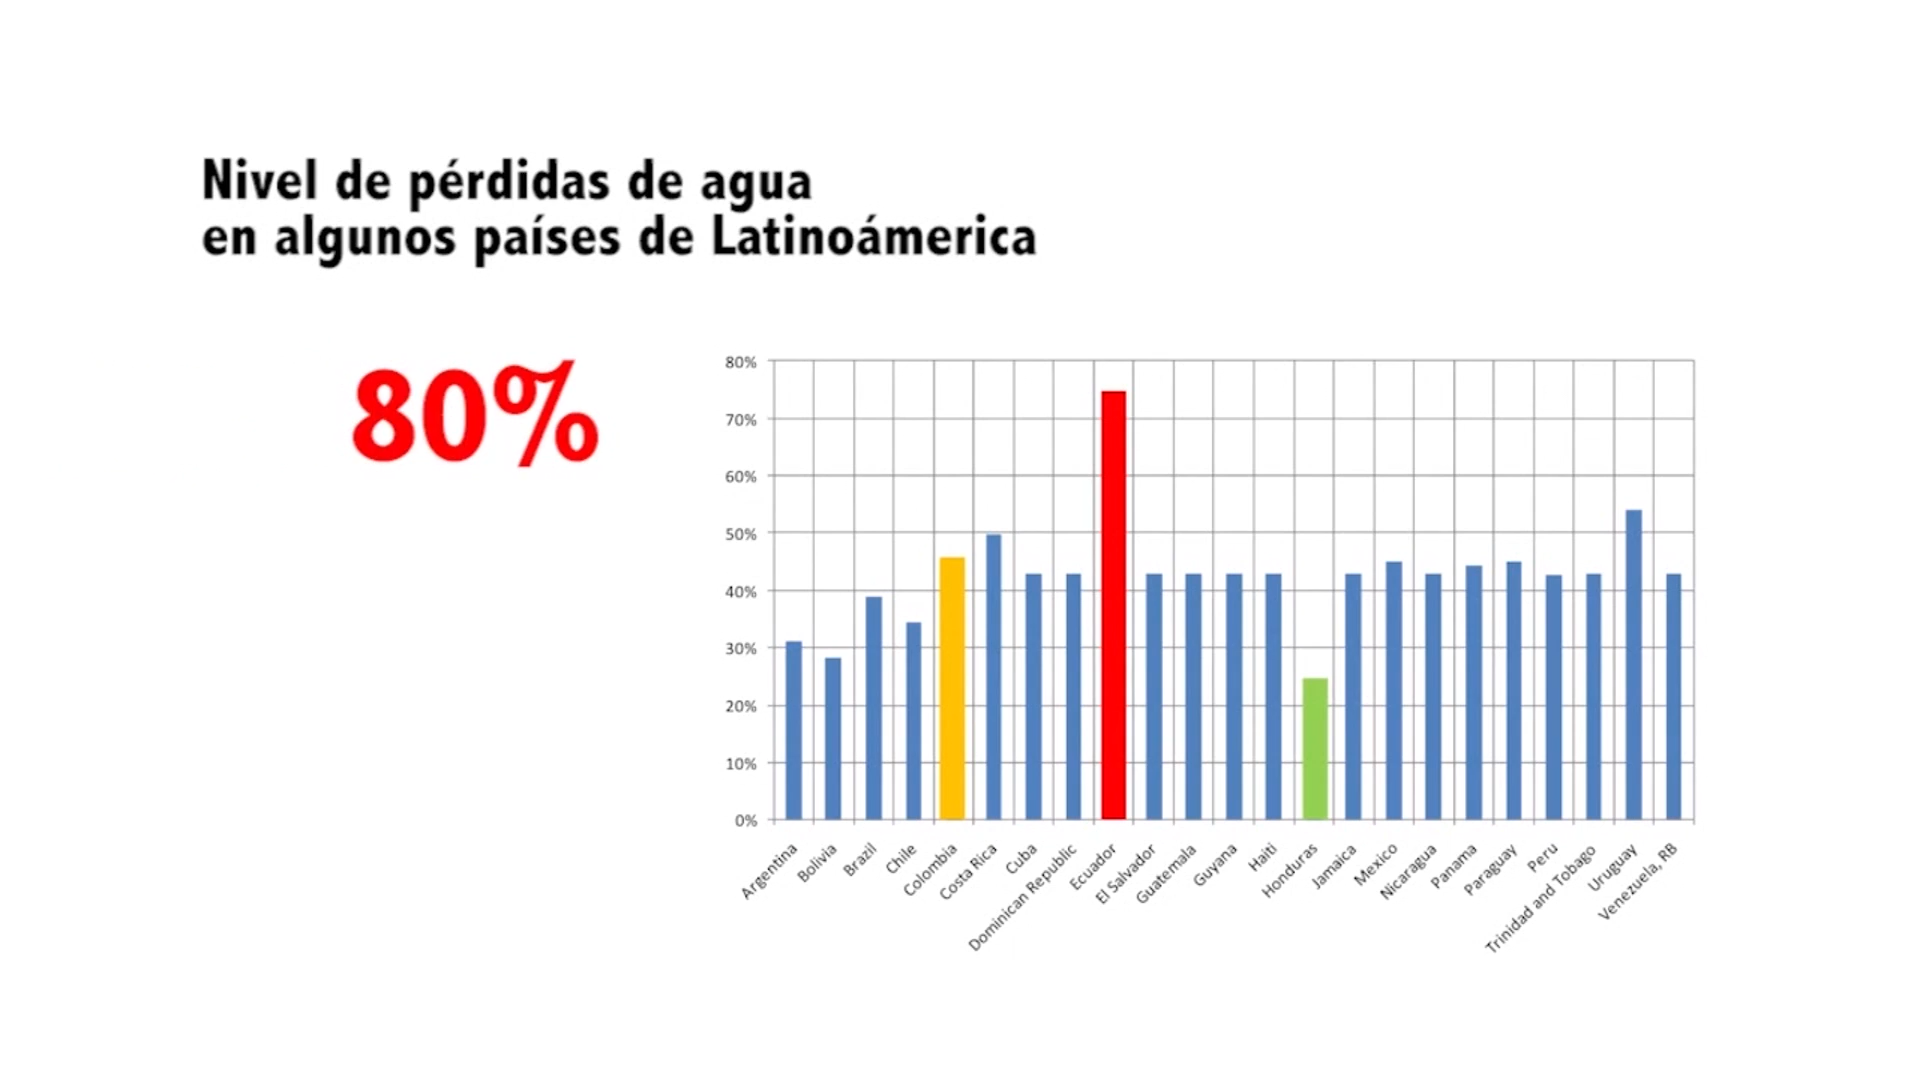 Nivel de pérdidas de agua
en algunos países de Latinoámerica
80%
80%
70%
60%
50%
40%
30%
20%
10%
0%
Argentina
Bolivia
Brazil
Chile
Colombia
Costa Rica
Cuba
Dominican Republic
Ecuador
El Salvador
Guatemala
Guyana
Haiti
Honduras
Jamaica
Mexico
Nicaragua
Panama
Paraguay
Peru
Trinidad and Tobago
Uruguay
Venezuela, RB